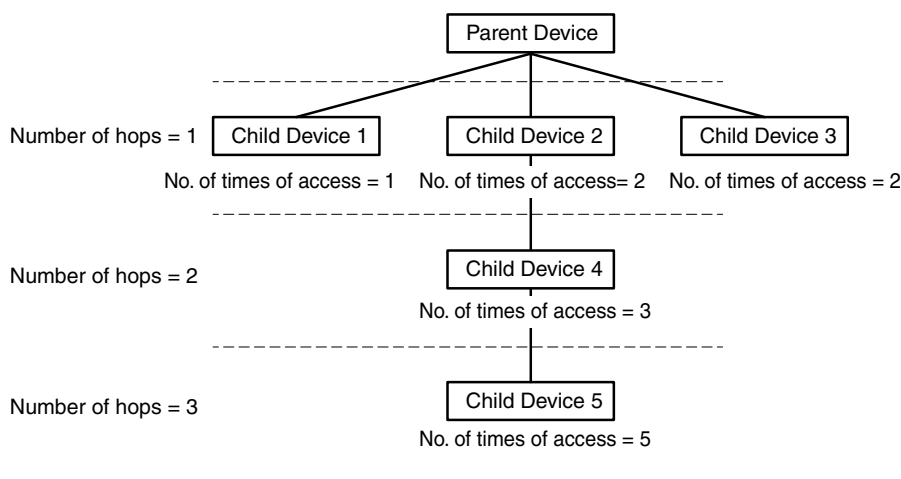 Parent Device
Number of hops = 1
Child Device 1
Child Device 2
Child Device 3
No. of times of access = 1
No. of times of access= 2
No. of times of access = 2
Number of hops = 2
Child Device 4
No. of times of access = 3
Number of hops = 3
Child Device 5
No. of times of access = 5